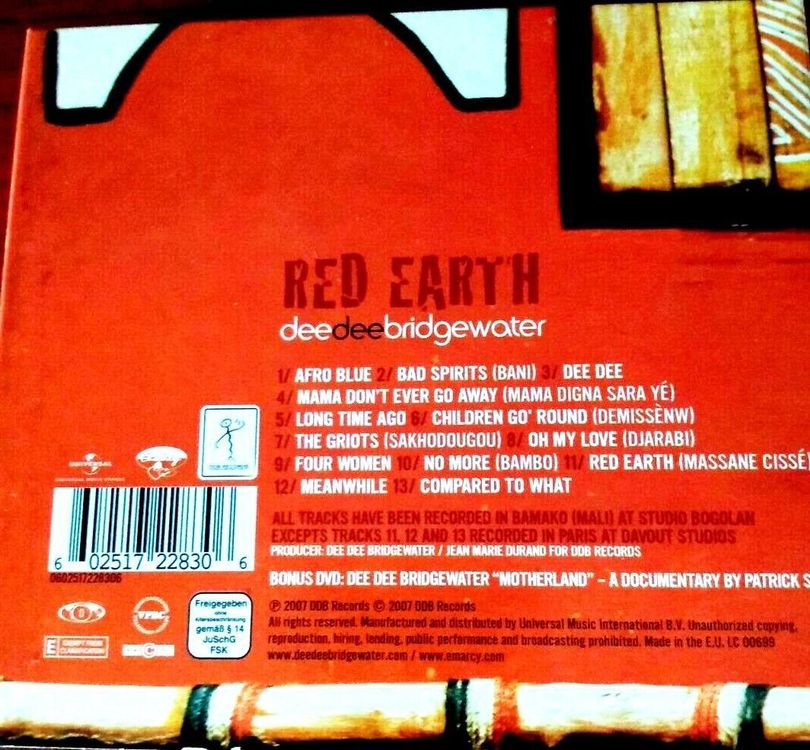 RED EARTH
deedeebridgewater
1/ AFRO BLUE 2/ BAD SPIRITS (BANI) 3/ DEE DEE
4/ MAMA DON'T EVER GO AWAY (MAMA DIGNA SARA YÉ)
5/ LONG TIME AGO 6/ CHILDREN GO' ROUND (DEMISSÈNW)
7/ THE GRIOTS (SAKHODOUGOU) 8/ OH MY LOVE (DJARABI)
9/ FOUR WOMEN 10/ NO MORE (BAMBO) 11/ RED EARTH (MASSANE CISSÉ)
12/ MEANWHILE 13/ COMPARED TO WHAT
ALL TRACKS HAVE BEEN RECORDED IN BAMAKO (MALI) AT STUDIO BOGOLAN
EXCEPTS TRACKS 11, 12 AND 13 RECORDED IN PARIS AT DAVOUT STUDIOS
PRODUCER: DEE DEE BRIDGEWATER / JEAN MARIE DURAND FOR DDB RECORDS
BONUS DVD: DEE DEE BRIDGEWATER "MOTHERLAND" – A DOCUMENTARY BY PATRICK S
℗ 2007 DDB Records © 2007 DDB Records
All rights reserved. Manufactured and distributed by Universal Music International B.V. Unauthorized copying,
reproduction, hiring, lending, public performance and broadcasting prohibited. Made in the E.U. LC 00699
www.deedeebridgewater.com / www.emarcy.com
UNIVERSAL
6 02517 22830 6
0602517228306
Freigegeben
ohne
Altersbeschränkung
gemäß § 14
JuSchG
FSK
E EXEMPT FROM
CLASSIFICATION